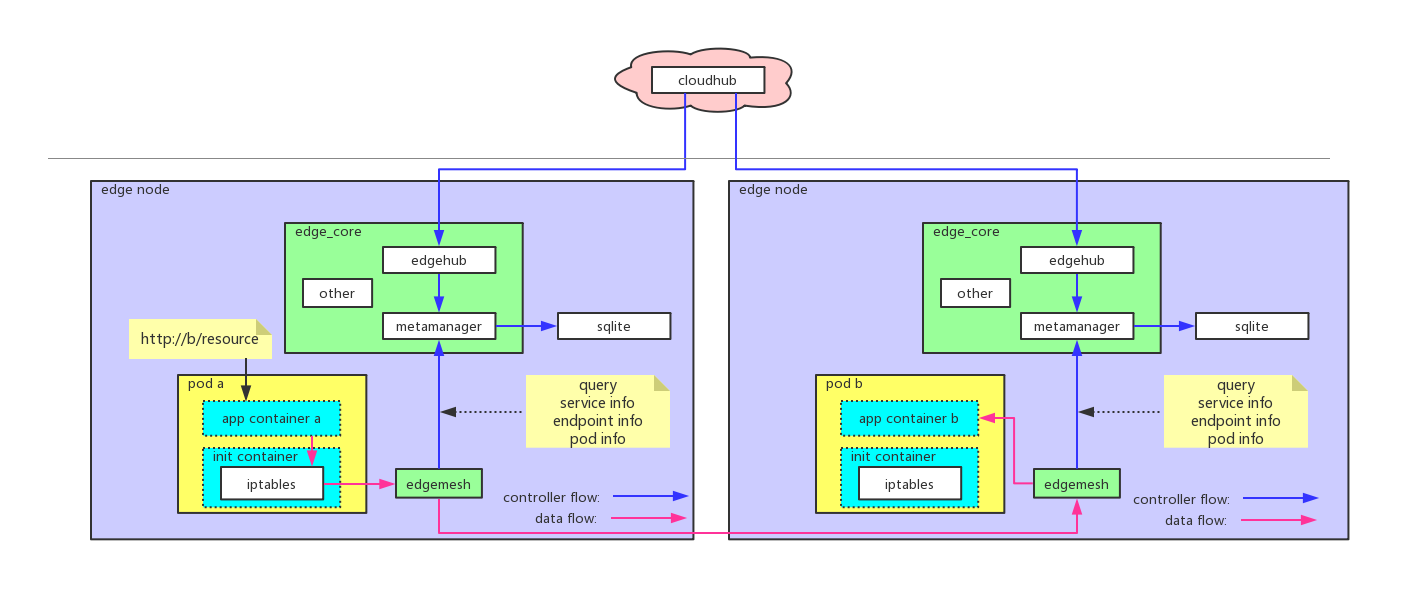 cloudhub
edge node
edge_core
edgehub
other
metamanager
sqlite
http://b/resource
pod a
app container a
init container
iptables
edgemesh
query
service info
endpoint info
pod info
controller flow:
data flow:
edge node
edge_core
edgehub
other
metamanager
sqlite
pod b
app container b
init container
iptables
edgemesh
query
service info
endpoint info
pod info
controller flow:
data flow: